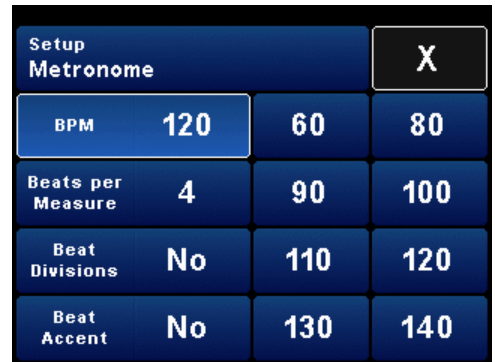 Setup
Metronome
X
BPM 120 60 80
Beats per
Measure 4 90 100
Beat
Divisions No 110 120
Beat
Accent No 130 140